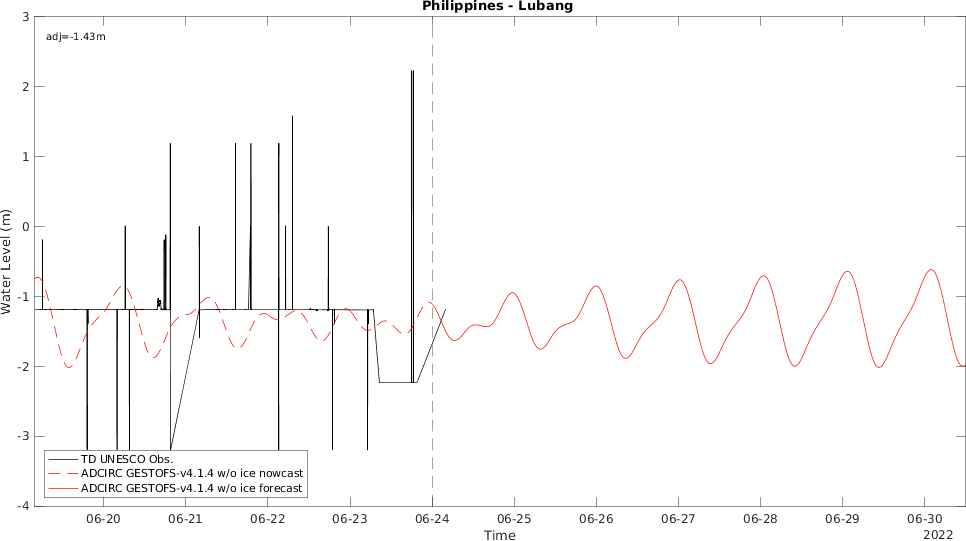 Philippines - Lubang
adj=-1.43m
3
2
1
0
-1
-2
-3
-4
Water Level (m)
TD UNESCO Obs.
ADCIRC GESTOFS-v4.1.4 w/o ice nowcast
ADCIRC GESTOFS-v4.1.4 w/o ice forecast
06-20 06-21 06-22 06-23 06-24 06-25 06-26 06-27 06-28 06-29 06-30
Time
2022